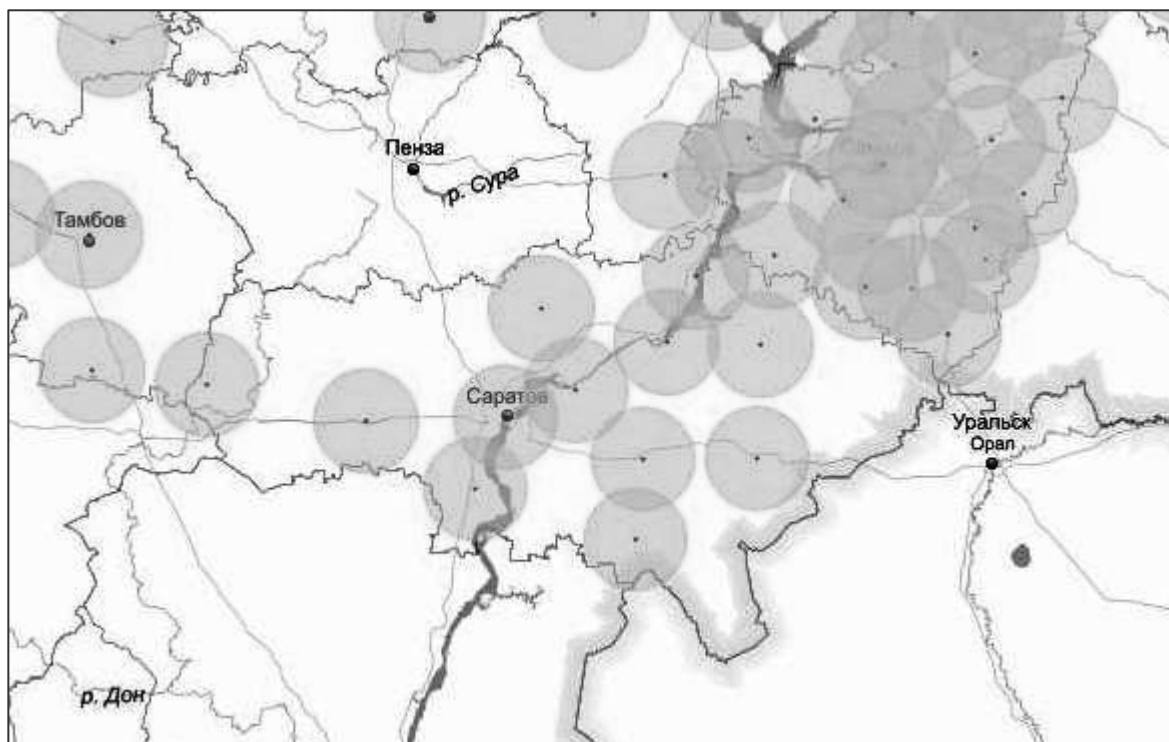 Пенза
р. Сура
Тамбов
Саратов
Уральск
Орал
р. Дон